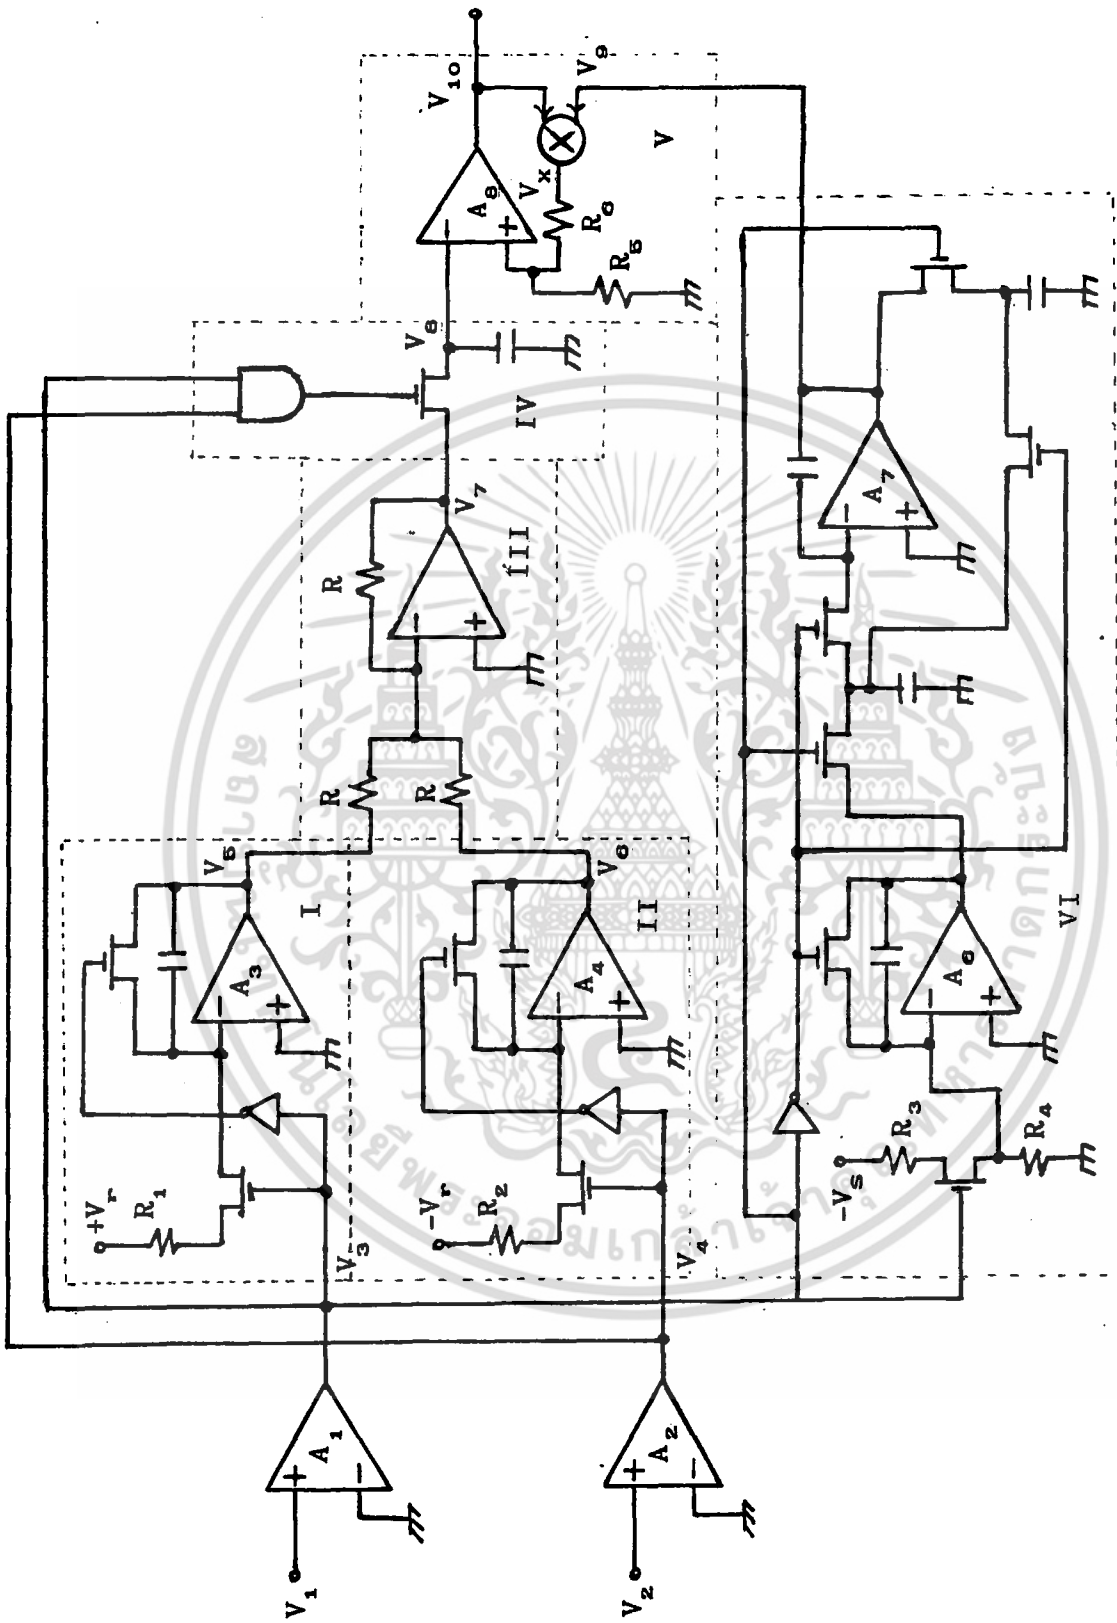 V1
V2
+
−
A1
+
−
A2
V3
V4
+Vr
R1
−
+
A3
V5
I
-Vr
R2
−
+
A4
V6
II
R
R
R
−
+
V7
III
IV
V8
−
+
A8
V10
R5
R6
Vx
X
V9
V
-Vs
R3
R4
−
+
A6
VI
−
+
A7